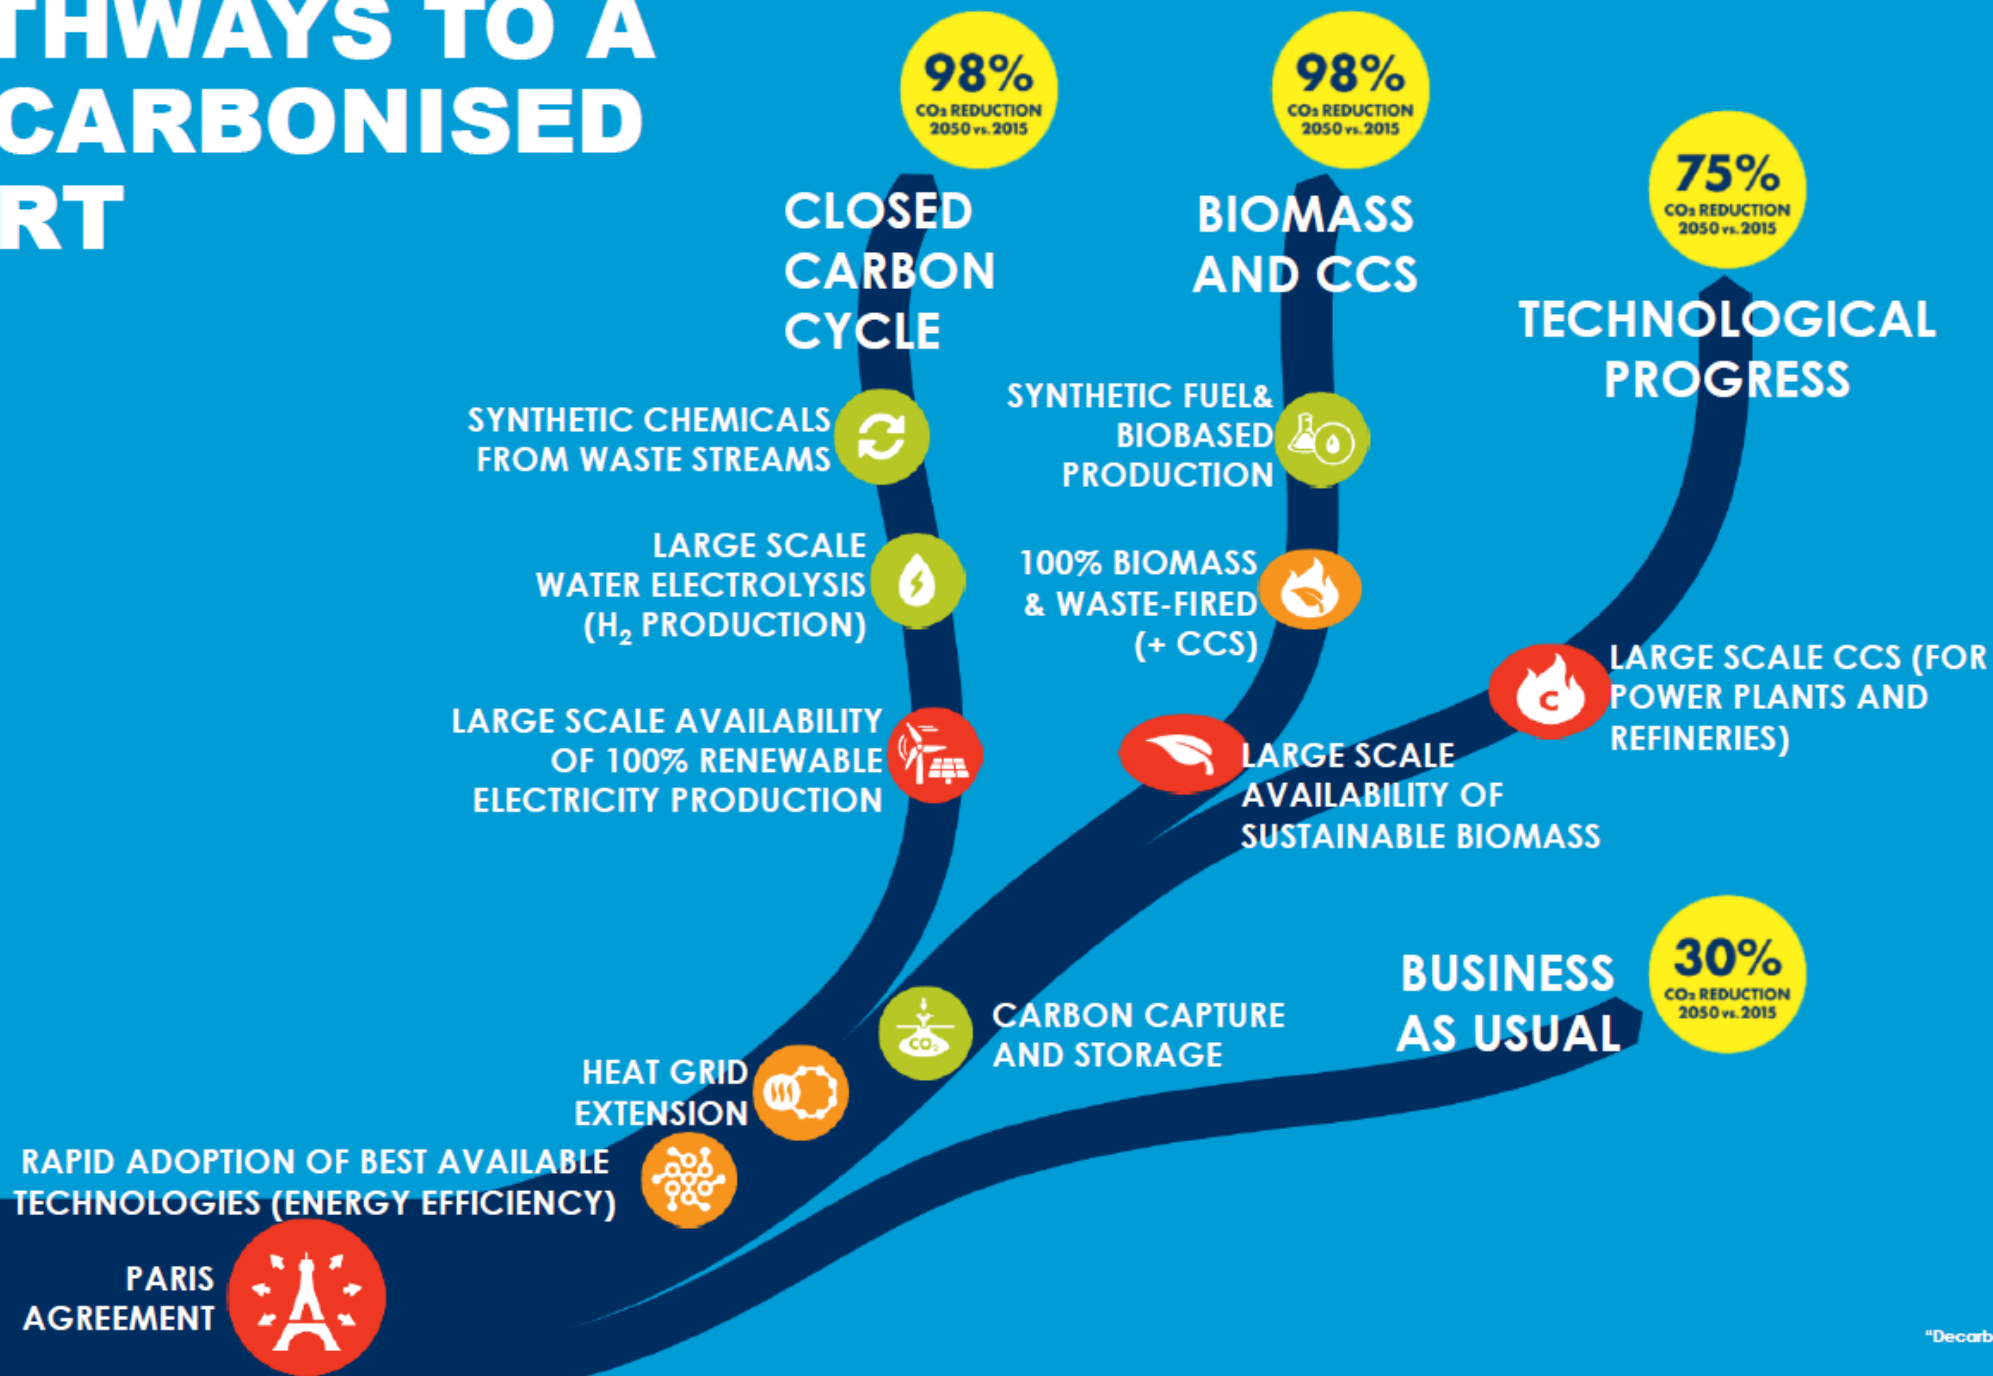 THWAYS TO A
CARBONISED
RT
98%
CO₂ REDUCTION
2050 vs. 2015
98%
CO₂ REDUCTION
2050 vs. 2015
75%
CO₂ REDUCTION
2050 vs. 2015
CLOSED
CARBON
CYCLE
BIOMASS
AND CCS
TECHNOLOGICAL
PROGRESS
SYNTHETIC CHEMICALS
FROM WASTE STREAMS
SYNTHETIC FUEL&
BIOBASED
PRODUCTION
LARGE SCALE
WATER ELECTROLYSIS
(H₂ PRODUCTION)
100% BIOMASS
& WASTE-FIRED
(+ CCS)
LARGE SCALE CCS (FOR
POWER PLANTS AND
REFINERIES)
C
LARGE SCALE AVAILABILITY
OF 100% RENEWABLE
ELECTRICITY PRODUCTION
LARGE SCALE
AVAILABILITY OF
SUSTAINABLE BIOMASS
BUSINESS
AS USUAL
30%
CO₂ REDUCTION
2050 vs. 2015
CARBON CAPTURE
AND STORAGE
CO₂
HEAT GRID
EXTENSION
RAPID ADOPTION OF BEST AVAILABLE
TECHNOLOGIES (ENERGY EFFICIENCY)
PARIS
AGREEMENT
"Decarb